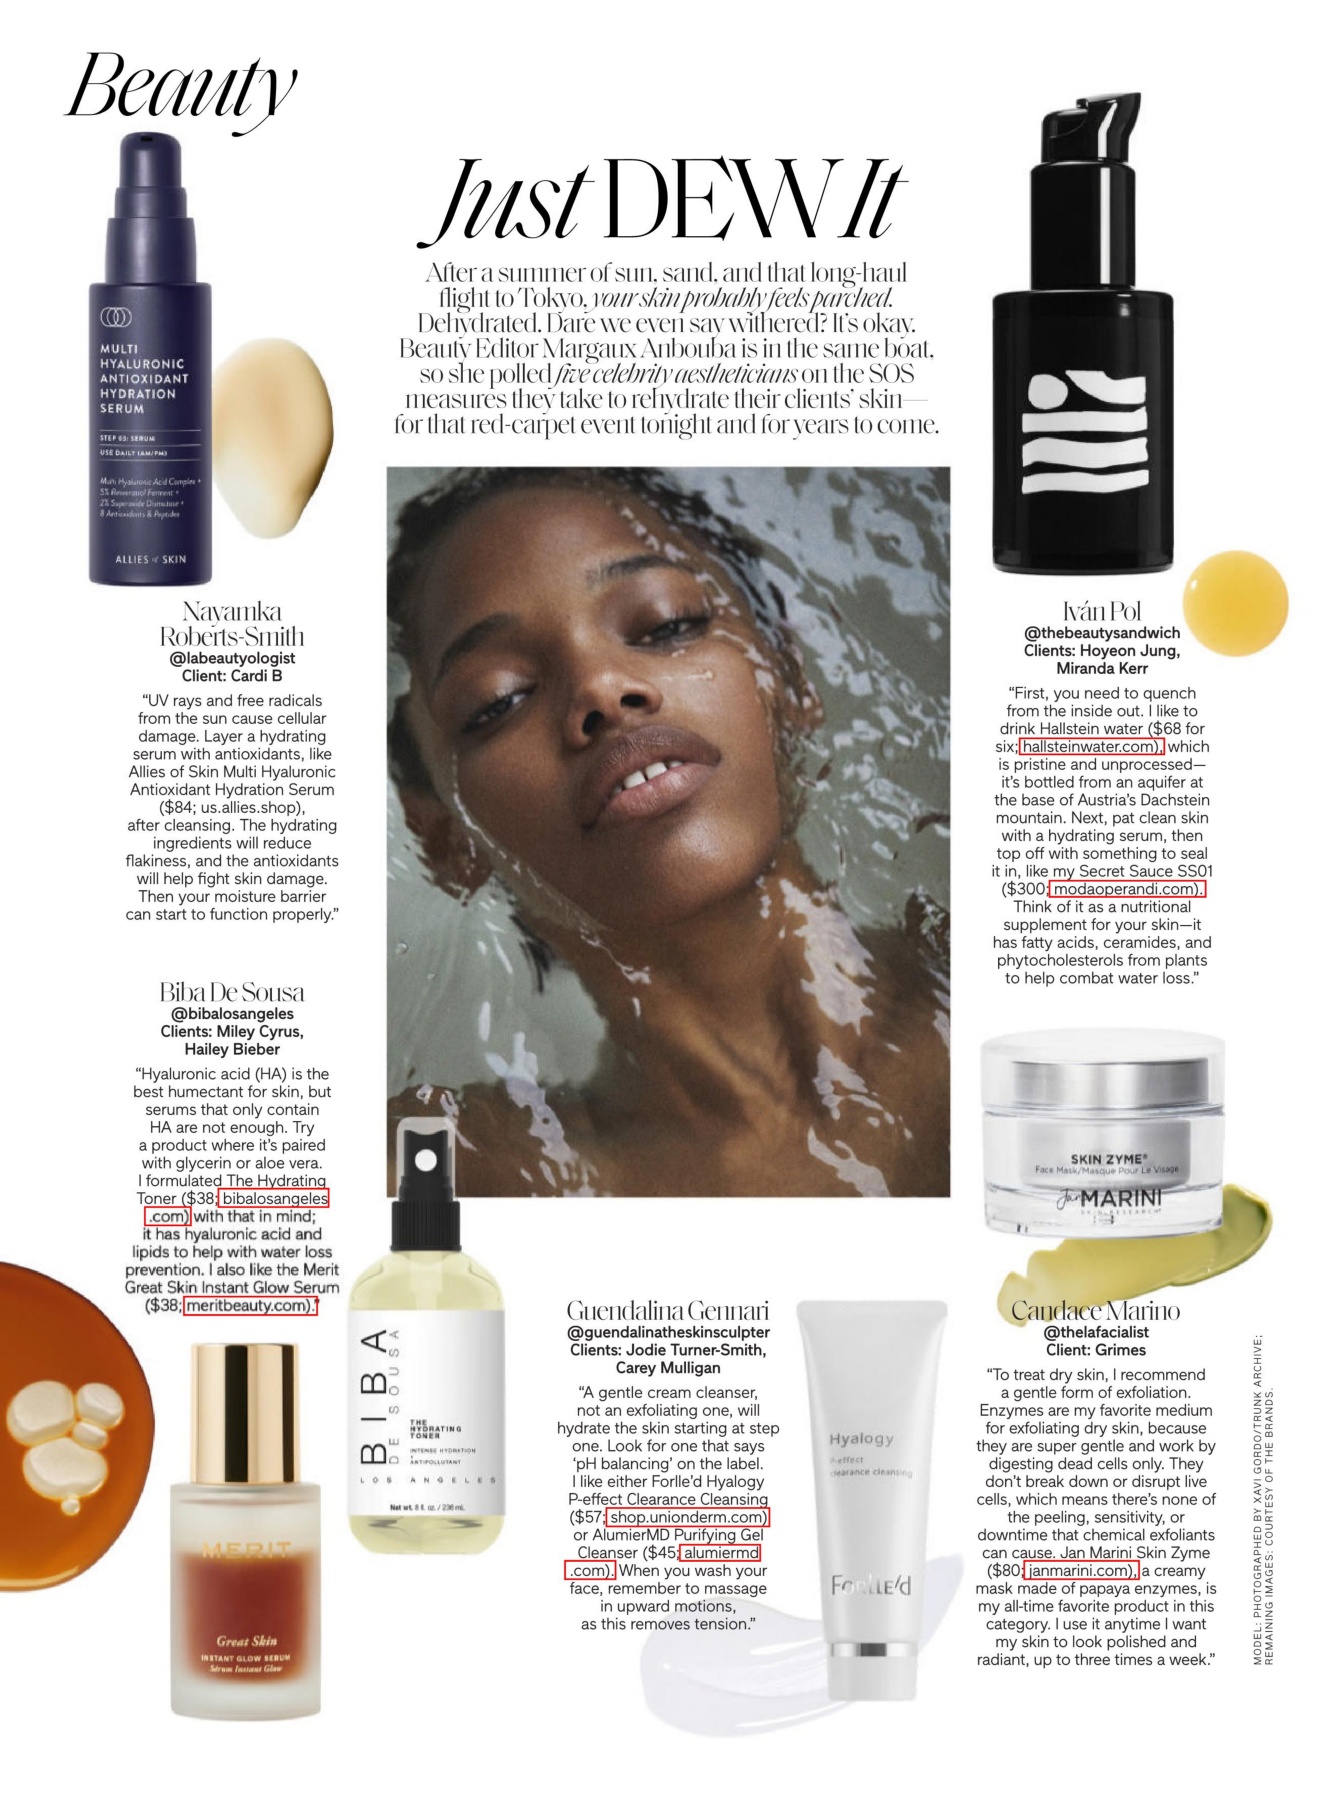 Beauty
Just DEW It
After a summer of sun, sand, and that long-haul
flight to Tokyo, your skin probably feels parched.
Dehydrated. Dare we even say withered? It's okay.
Beauty Editor Margaux Anbouba is in the same boat,
so she polled five celebrity aestheticians on the SOS
measures they take to rehydrate their clients' skin—
for that red-carpet event tonight and for years to come.
MULTI
HYALURONIC
ANTIOXIDANT
HYDRATION
SERUM
STEP 03: SERUM
USE DAILY (AM/PM)
Multi Hyaluronic Acid Complex +
5% Resveratrol Ferment +
2% Superoxide Dismutase +
8 Antioxidants & Peptides
ALLIES of SKIN
Nayamka
Roberts-Smith
@labeautyologist
Client: Cardi B
“UV rays and free radicals
from the sun cause cellular
damage. Layer a hydrating
serum with antioxidants, like
Allies of Skin Multi Hyaluronic
Antioxidant Hydration Serum
($84; us.allies.shop),
after cleansing. The hydrating
ingredients will reduce
flakiness, and the antioxidants
will help fight skin damage.
Then your moisture barrier
can start to function properly.”
Biba De Sousa
@bibalosangeles
Clients: Miley Cyrus,
Hailey Bieber
“Hyaluronic acid (HA) is the
best humectant for skin, but
serums that only contain
HA are not enough. Try
a product where it’s paired
with glycerin or aloe vera.
I formulated The Hydrating
Toner ($38; bibalosangeles
.com) with that in mind;
it has hyaluronic acid and
lipids to help with water loss
prevention. I also like the Merit
Great Skin Instant Glow Serum
($38; meritbeauty.com).”
MERIT
Great Skin
INSTANT GLOW SERUM
Sérum Instant Glow
BIBA
DE SOUSA
THE
HYDRATING
TONER
INTENSE HYDRATION
+
ANTIPOLLUTANT
LOS ANGELES
Net wt. 8 fl. oz. / 236 mL
Guendalina Gennari
@guendalinatheskinsculpter
Clients: Jodie Turner-Smith,
Carey Mulligan
“A gentle cream cleanser,
not an exfoliating one, will
hydrate the skin starting at step
one. Look for one that says
‘pH balancing’ on the label.
I like either Forlle’d Hyalogy
P-effect Clearance Cleansing
($57; shop.unionderm.com)
or AlumierMD Purifying Gel
Cleanser ($45; alumiermd
.com). When you wash your
face, remember to massage
in upward motions,
as this removes tension.”
Hyalogy
P-effect
clearance cleansing
Forlle'd
Iván Pol
@thebeautysandwich
Clients: Hoyeon Jung,
Miranda Kerr
“First, you need to quench
from the inside out. I like to
drink Hallstein water ($68 for
six; hallsteinwater.com), which
is pristine and unprocessed—
it’s bottled from an aquifer at
the base of Austria’s Dachstein
mountain. Next, pat clean skin
with a hydrating serum, then
top off with something to seal
it in, like my Secret Sauce SS01
($300; modaoperandi.com).
Think of it as a nutritional
supplement for your skin—it
has fatty acids, ceramides, and
phytocholesterols from plants
to help combat water loss.”
SKIN ZYME®
Face Mask/Masque Pour Le Visage
Jan MARINI
SKIN RESEARCH®
Candace Marino
@thelafacialist
Client: Grimes
“To treat dry skin, I recommend
a gentle form of exfoliation.
Enzymes are my favorite medium
for exfoliating dry skin, because
they are super gentle and work by
digesting dead cells only. They
don’t break down or disrupt live
cells, which means there’s none of
the peeling, sensitivity, or
downtime that chemical exfoliants
can cause. Jan Marini Skin Zyme
($80; janmarini.com), a creamy
mask made of papaya enzymes, is
my all-time favorite product in this
category. I use it anytime I want
my skin to look polished and
radiant, up to three times a week.”
MODEL: PHOTOGRAPHED BY XAVI GORDO/TRUNK ARCHIVE;
REMAINING IMAGES: COURTESY OF THE BRANDS.